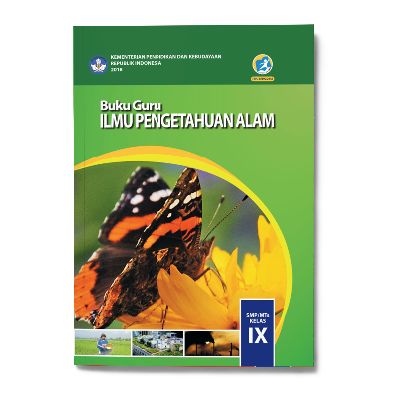 KEMENTERIAN PENDIDIKAN DAN KEBUDAYAAN
REPUBLIK INDONESIA
2018
Buku Guru
ILMU PENGETAHUAN ALAM
SMP/MTs
KELAS
IX